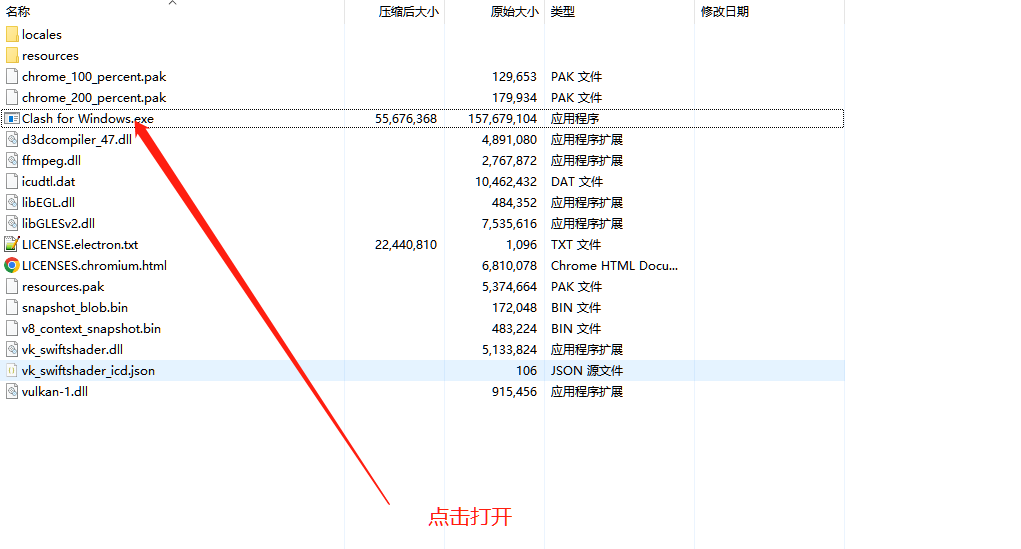 名称 压缩后大小 原始大小 类型 修改日期
locales
resources
chrome_100_percent.pak 129,653 PAK 文件
chrome_200_percent.pak 179,934 PAK 文件
Clash for Windows.exe 55,676,368 157,679,104 应用程序
d3dcompiler_47.dll 4,891,080 应用程序扩展
ffmpeg.dll 2,767,872 应用程序扩展
icudtl.dat 10,462,432 DAT 文件
libEGL.dll 484,352 应用程序扩展
libGLESv2.dll 7,535,616 应用程序扩展
LICENSE.electron.txt 22,440,810 1,096 TXT 文件
LICENSES.chromium.html 6,810,078 Chrome HTML Docu...
resources.pak 5,374,664 PAK 文件
snapshot_blob.bin 172,048 BIN 文件
v8_context_snapshot.bin 483,224 BIN 文件
vk_swiftshader.dll 5,133,824 应用程序扩展
vk_swiftshader_icd.json 106 JSON 源文件
vulkan-1.dll 915,456 应用程序扩展
点击打开